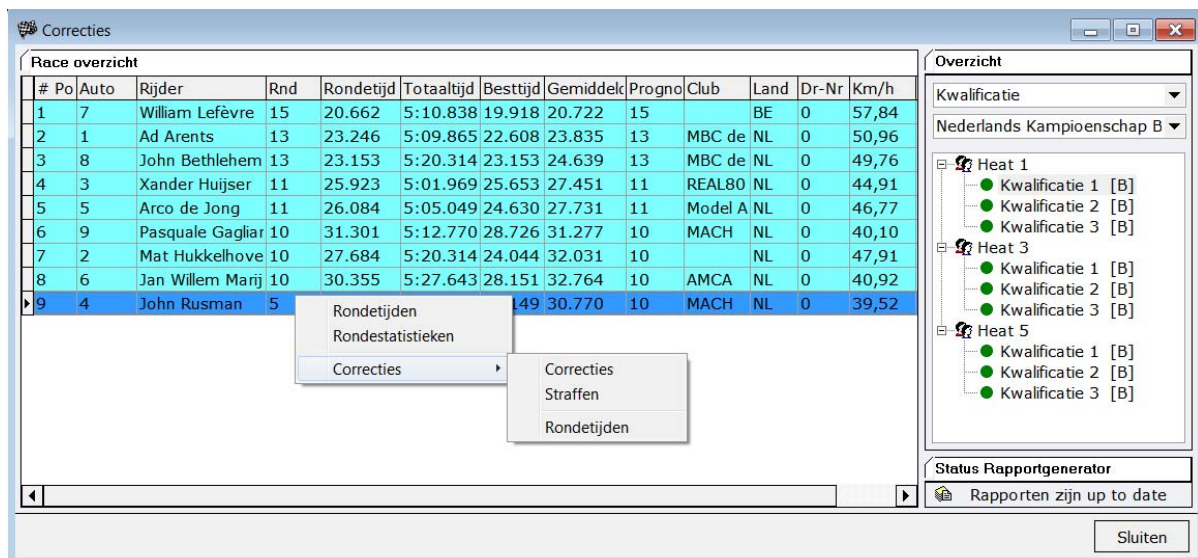 Correcties
Race overzicht
# Po Auto Rijder Rnd Rondetijd Totaaltijd Besttijd Gemiddelc Progno Club Land Dr-Nr Km/h
1 7 William Lefèvre 15 20.662 5:10.838 19.918 20.722 15 BE 0 57,84
2 1 Ad Arents 13 23.246 5:09.865 22.608 23.835 13 MBC de NL 0 50,96
3 8 John Bethlehem 13 23.153 5:20.314 23.153 24.639 13 MBC de NL 0 49,76
4 3 Xander Huijser 11 25.923 5:01.969 25.653 27.451 11 REAL80 NL 0 44,91
5 5 Arco de Jong 11 26.084 5:05.049 24.630 27.731 11 Model A NL 0 46,77
6 9 Pasquale Gagliar 10 31.301 5:12.770 28.726 31.277 10 MACH NL 0 40,10
7 2 Mat Hukkelhove 10 27.684 5:20.314 24.044 32.031 10 NL 0 47,91
8 6 Jan Willem Marij 10 30.355 5:27.643 28.151 32.764 10 AMCA NL 0 40,92
9 4 John Rusman 5 149 30.770 10 MACH NL 0 39,52
Rondetijden
Rondestatistieken
Correcties
Correcties
Straffen
Rondetijden
Overzicht
Kwalificatie
Nederlands Kampioenschap B
Heat 1
Kwalificatie 1 [B]
Kwalificatie 2 [B]
Kwalificatie 3 [B]
Heat 3
Kwalificatie 1 [B]
Kwalificatie 2 [B]
Kwalificatie 3 [B]
Heat 5
Kwalificatie 1 [B]
Kwalificatie 2 [B]
Kwalificatie 3 [B]
Status Rapportgenerator
Rapporten zijn up to date
Sluiten